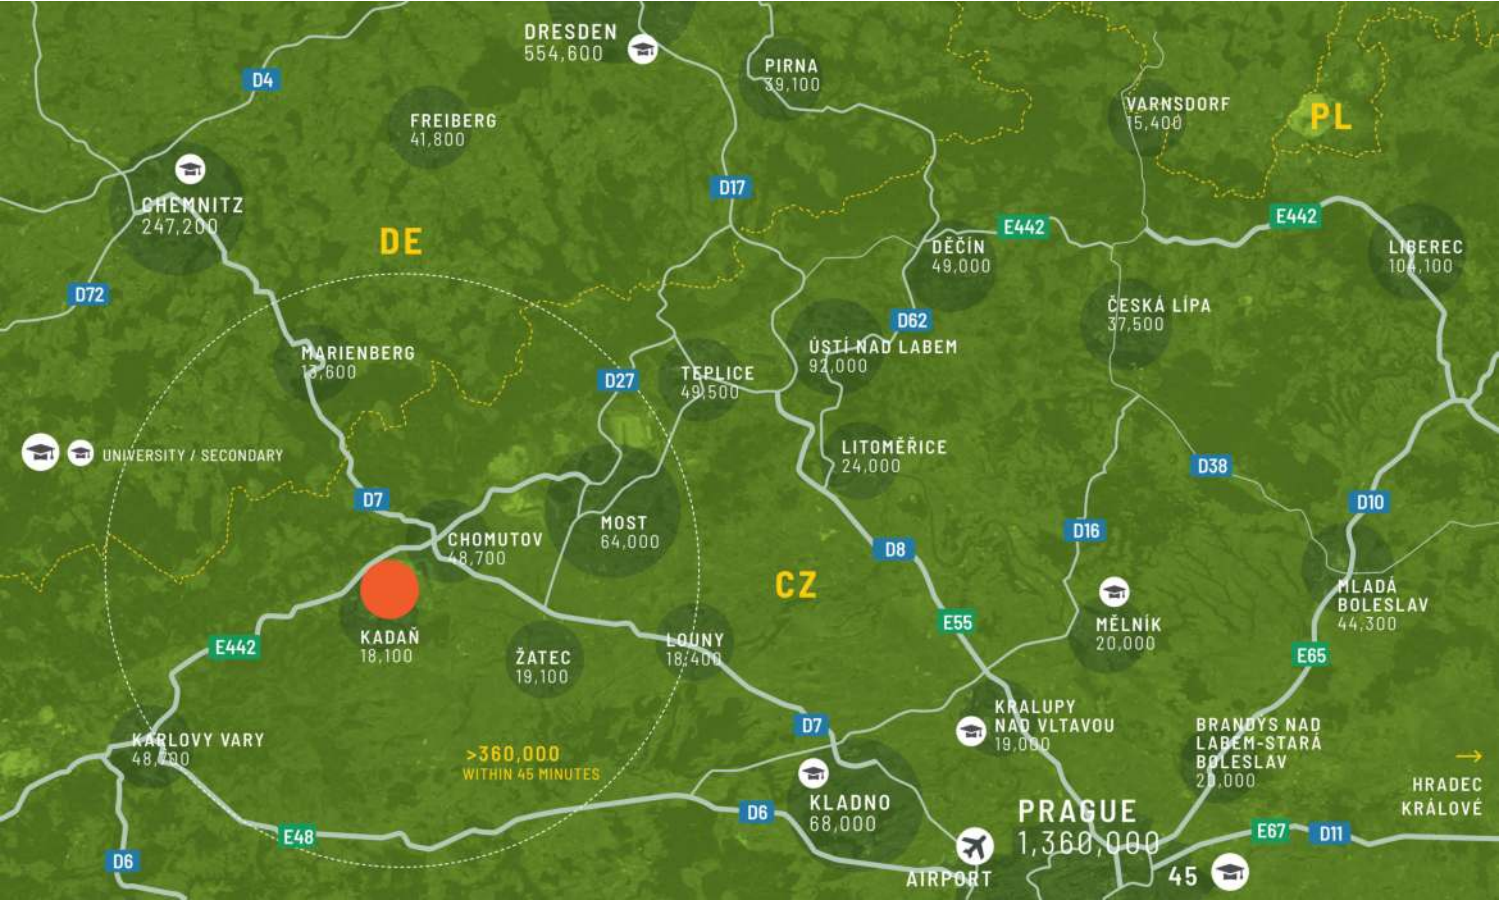 DRESDEN
554,600
PIRNA
39,100
D4
FREIBERG
41,800
VARNSDORF
15,400
PL
CHEMNITZ
247,200
D17
DE
E442
E442
DĚČÍN
49,000
LIBEREC
104,100
D72
ČESKÁ LÍPA
37,500
D62
MARIENBERG
13,600
ÚSTÍ NAD LABEM
92,000
D27
TEPLICE
49,500
UNIVERSITY / SECONDARY
LITOMĚŘICE
24,000
D38
D7
D10
MOST
64,000
CHOMUTOV
48,700
D16
D8
CZ
MLADÁ
BOLESLAV
44,300
E55
MĚLNÍK
20,000
KADAŇ
18,100
E442
ŽATEC
19,100
LOUNY
18,400
E65
KRALUPY
NAD VLTAVOU
19,000
D7
BRANDÝS NAD
LABEM-STARÁ
BOLESLAV
20,000
KARLOVY VARY
48,700
>360,000
WITHIN 45 MINUTES
→
HRADEC
KRÁLOVÉ
KLADNO
68,000
D6
PRAGUE
1,360,000
E48
E67
D11
D6
AIRPORT
45